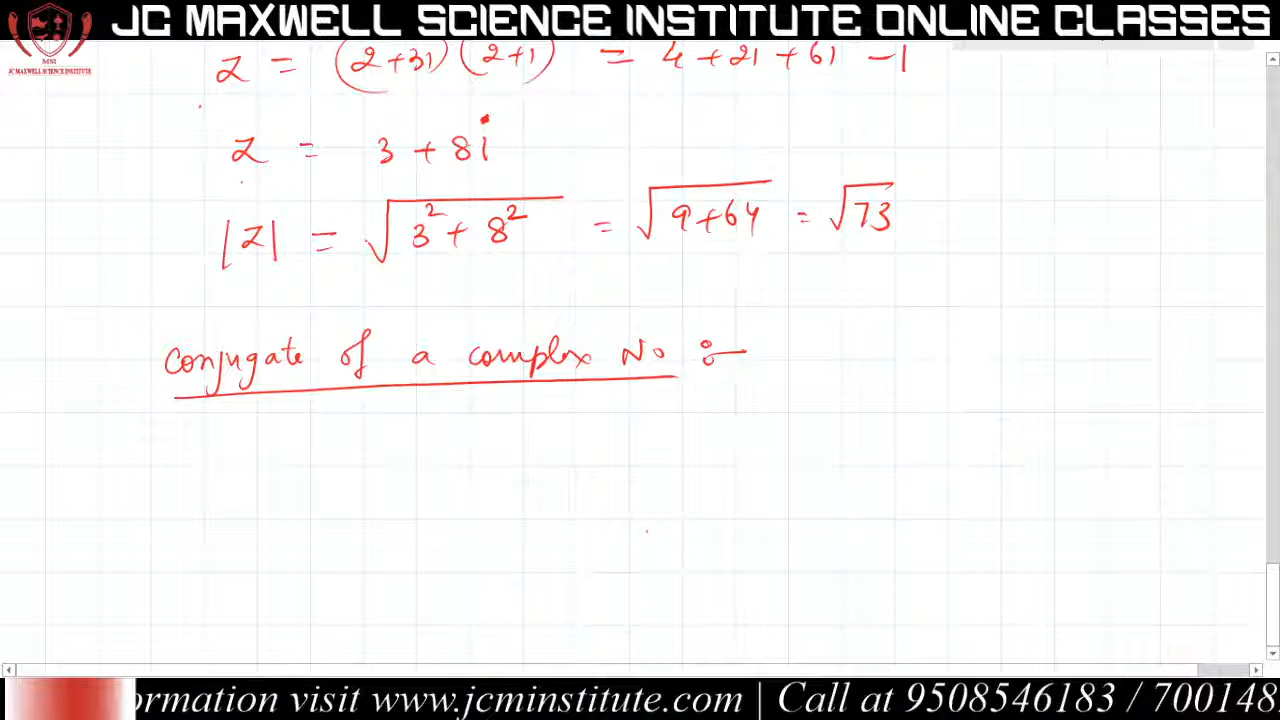 JC MAXWELL SCIENCE INSTITUTE ONLINE CLASSES
MSI
JC MAXWELL SCIENCE INSTITUTE
z = (2+3i)(2+i) = 4+2i+6i -1
z = 3+8i
|z| = √3²+8² = √9+64 = √73
Conjugate of a complex No :-
ormation visit www.jcminstitute.com | Call at 9508546183 / 700148